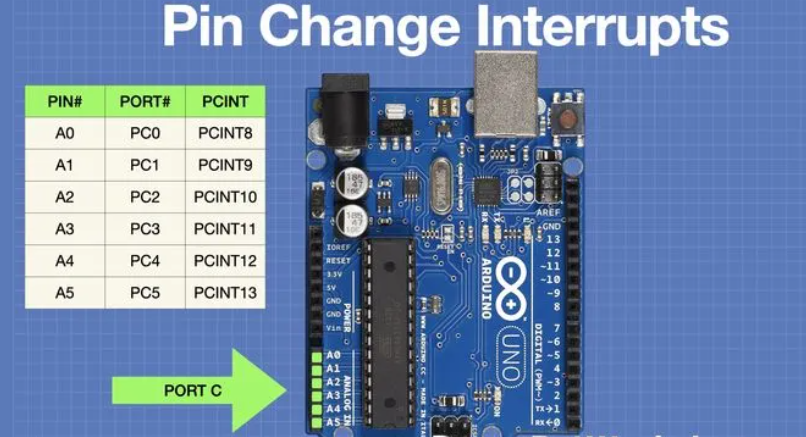 Pin Change Interrupts
PIN# PORT# PCINT
A0 PC0 PCINT8
A1 PC1 PCINT9
A2 PC2 PCINT10
A3 PC3 PCINT11
A4 PC4 PCINT12
A5 PC5 PCINT13
PORT C
IOREF
RESET
3.3V
5V
GND
GND
Vin
POWER
A0
A1
A2
A3
A4
A5
ANALOG IN
AREF
GND
13
12
~11
~10
~9
8
7
~6
~5
4
~3
2
TX→1
RX←0
DIGITAL (PWM~)
ARDUINO
UNO
RX
TX